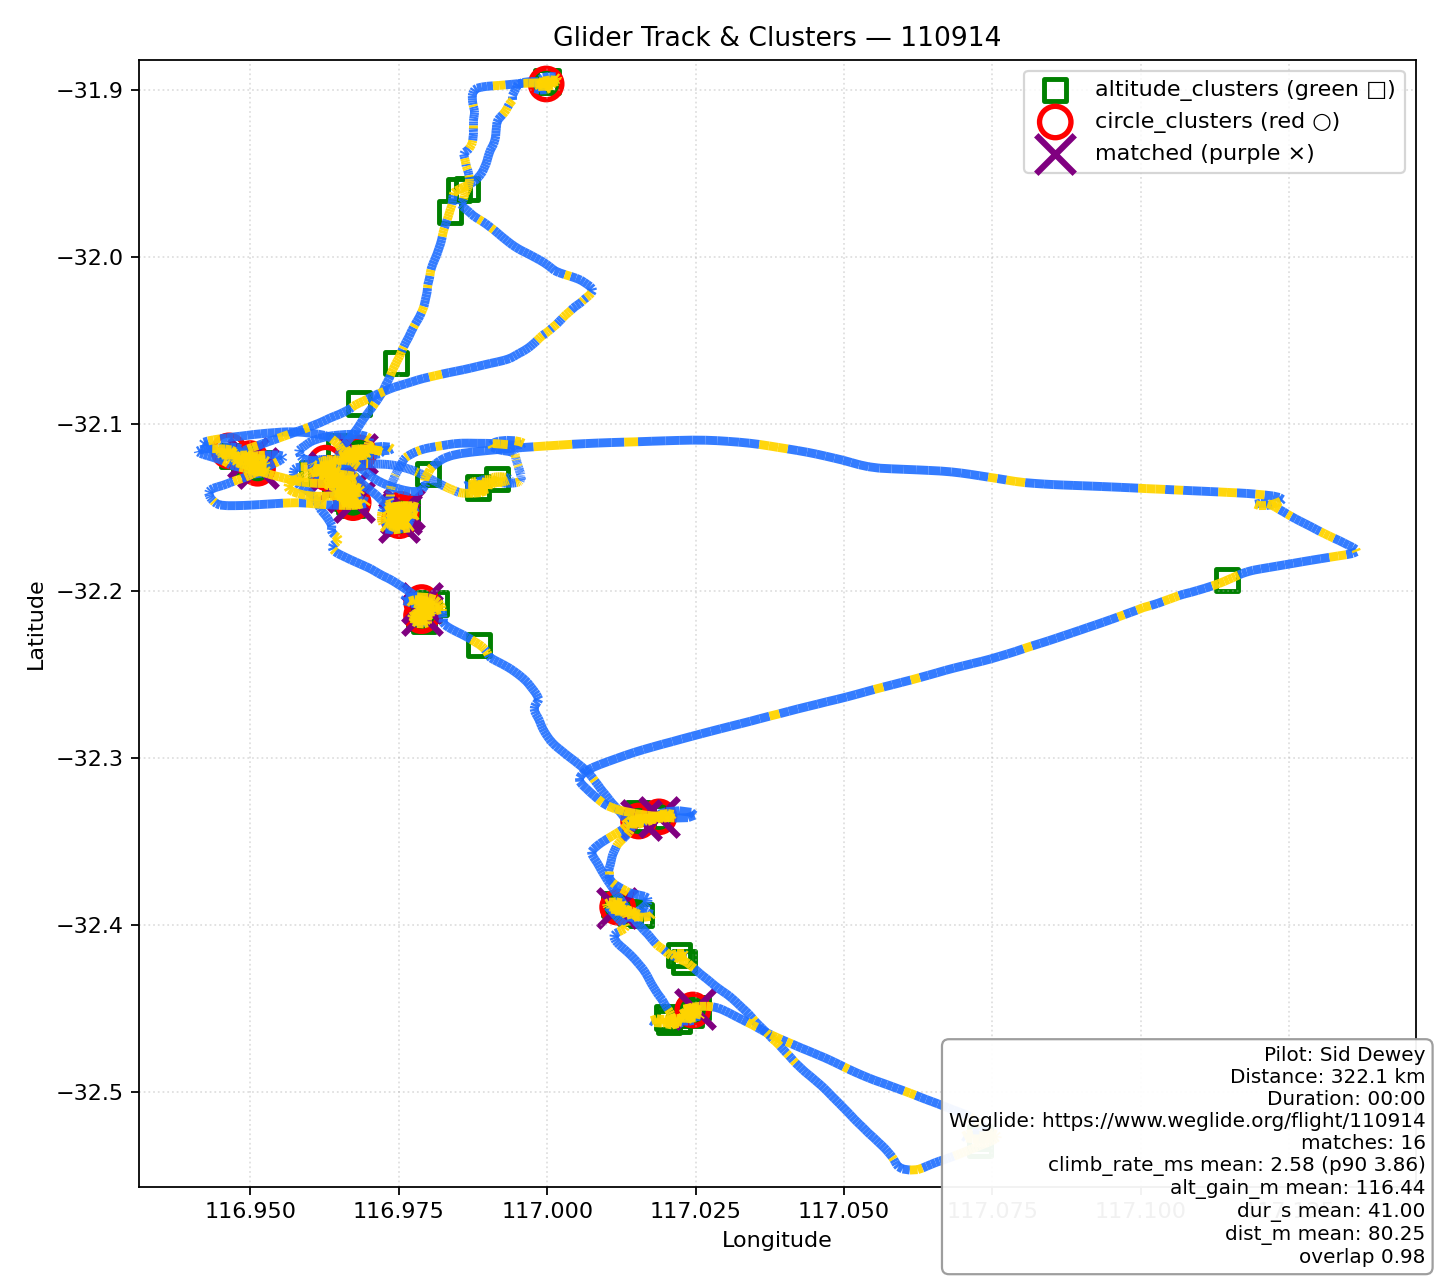 Glider Track & Clusters — 110914
altitude_clusters (green □)
circle_clusters (red ○)
matched (purple ×)
Latitude
−31.9
−32.0
−32.1
−32.2
−32.3
−32.4
−32.5
116.950
116.975
117.000
117.025
117.050
117.075
117.100
Longitude
Pilot: Sid Dewey
Distance: 322.1 km
Duration: 00:00
Weglide: https://www.weglide.org/flight/110914
matches: 16
climb_rate_ms mean: 2.58 (p90 3.86)
alt_gain_m mean: 116.44
dur_s mean: 41.00
dist_m mean: 80.25
overlap 0.98